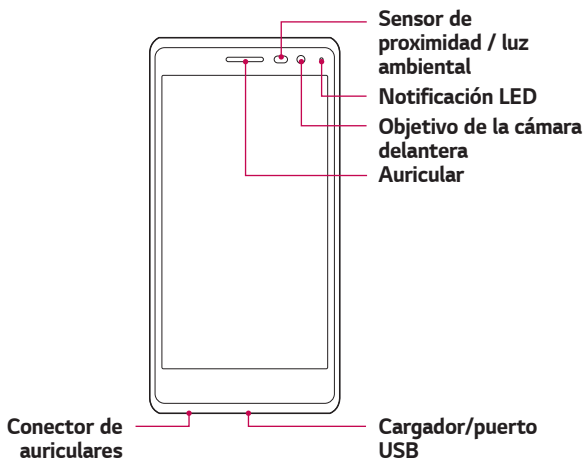 Sensor de
proximidad / luz
ambiental
Notificación LED
Objetivo de la cámara
delantera
Auricular
Conector de
auriculares
Cargador/puerto
USB